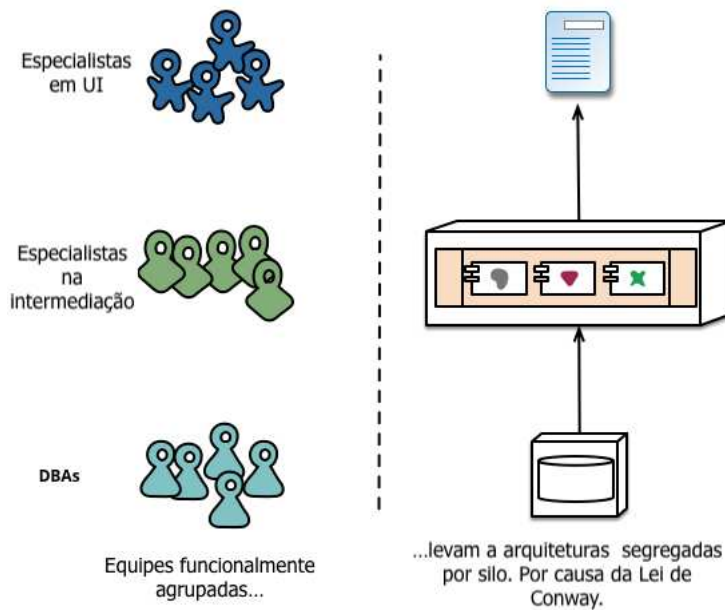 Especialistas
em UI
Especialistas
na
intermediação
DBAs
Equipes funcionalmente
agrupadas...
...levam a arquiteturas segregadas
por silo. Por causa da Lei de
Conway.